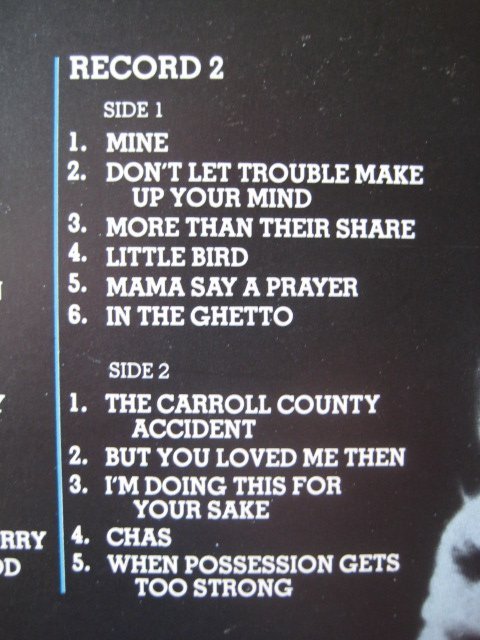 RECORD 2
SIDE 1
1. MINE
2. DON'T LET TROUBLE MAKE
UP YOUR MIND
3. MORE THAN THEIR SHARE
4. LITTLE BIRD
5. MAMA SAY A PRAYER
6. IN THE GHETTO
SIDE 2
1. THE CARROLL COUNTY
ACCIDENT
2. BUT YOU LOVED ME THEN
3. I'M DOING THIS FOR
YOUR SAKE
RRY
4. CHAS
5. WHEN POSSESSION GETS
TOO STRONG